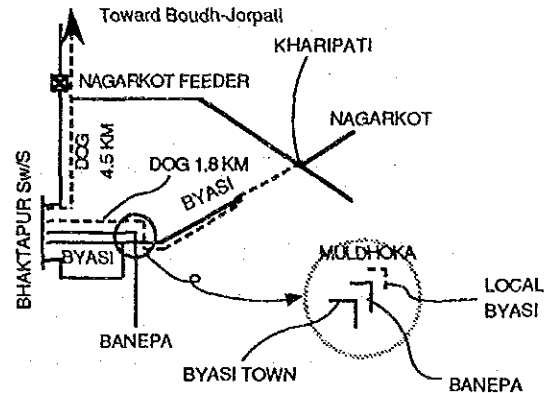 Toward Boudh-Jorpati
KHARIPATI
NAGARKOT FEEDER
NAGARKOT
DOG
4.5 KM
DOG 1.8 KM
BYASI
BHAKTAPUR Sw/S
BYASI
MULDHOKA
LOCAL
BYASI
BANEPA
BYASI TOWN
BANEPA